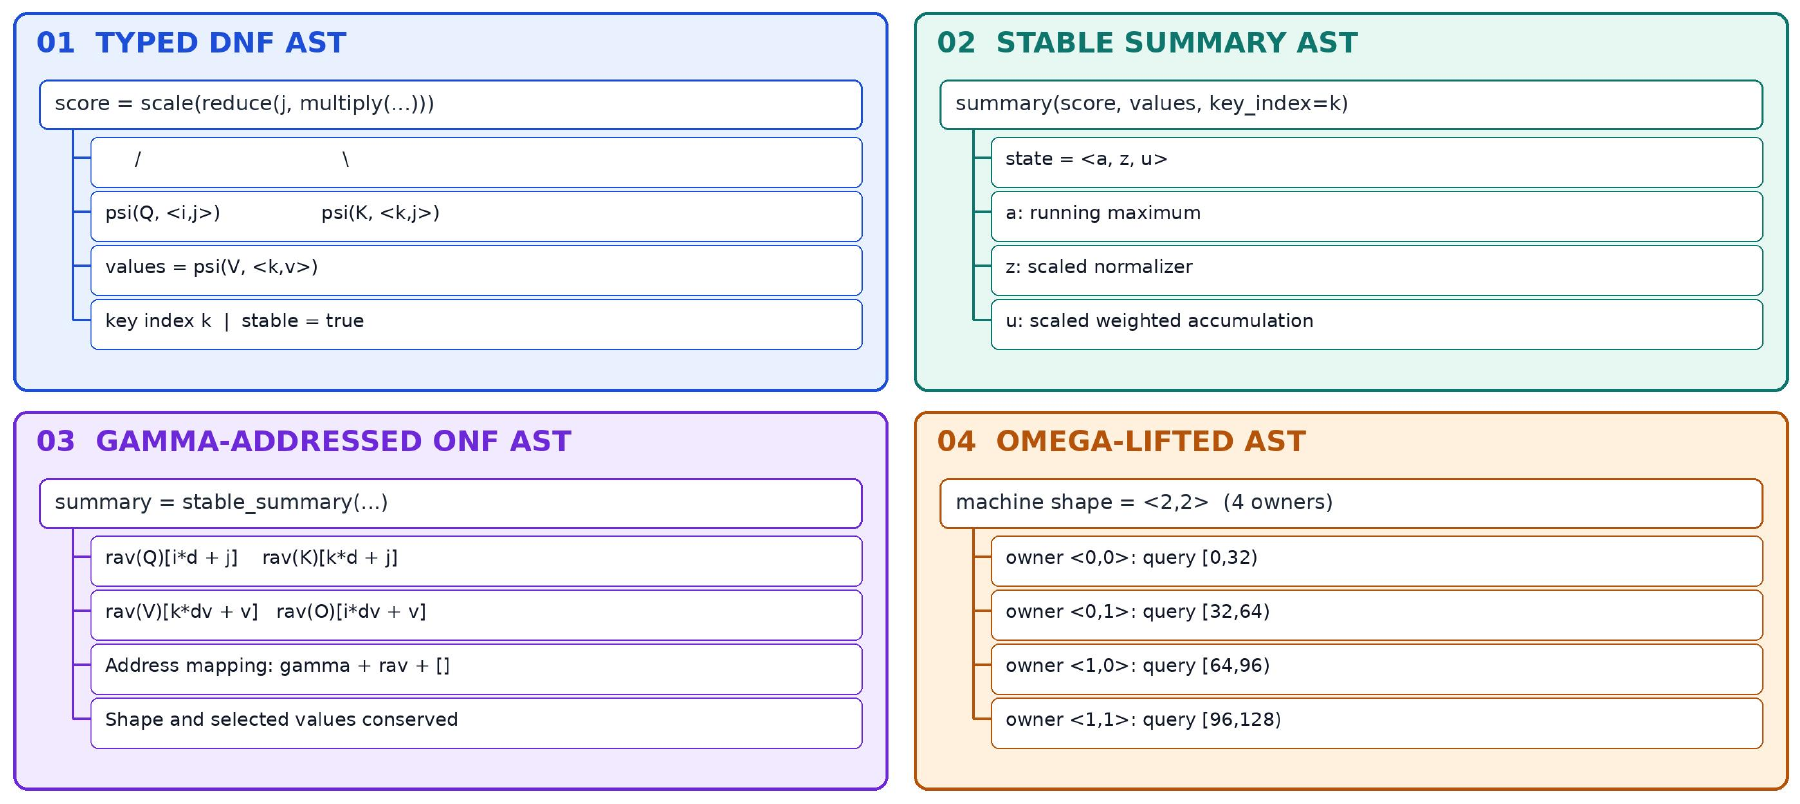 01 TYPED DNF AST
score = scale(reduce(j, multiply(...)))
/ \
psi(Q, <i,j>) psi(K, <k,j>)
values = psi(V, <k,v>)
key index k | stable = true
02 STABLE SUMMARY AST
summary(score, values, key_index=k)
state = <a, z, u>
a: running maximum
z: scaled normalizer
u: scaled weighted accumulation
03 GAMMA-ADDRESSED ONF AST
summary = stable_summary(...)
rav(Q)[i*d + j] rav(K)[k*d + j]
rav(V)[k*dv + v] rav(O)[i*dv + v]
Address mapping: gamma + rav + []
Shape and selected values conserved
04 OMEGA-LIFTED AST
machine shape = <2,2> (4 owners)
owner <0,0>: query [0,32)
owner <0,1>: query [32,64)
owner <1,0>: query [64,96)
owner <1,1>: query [96,128)